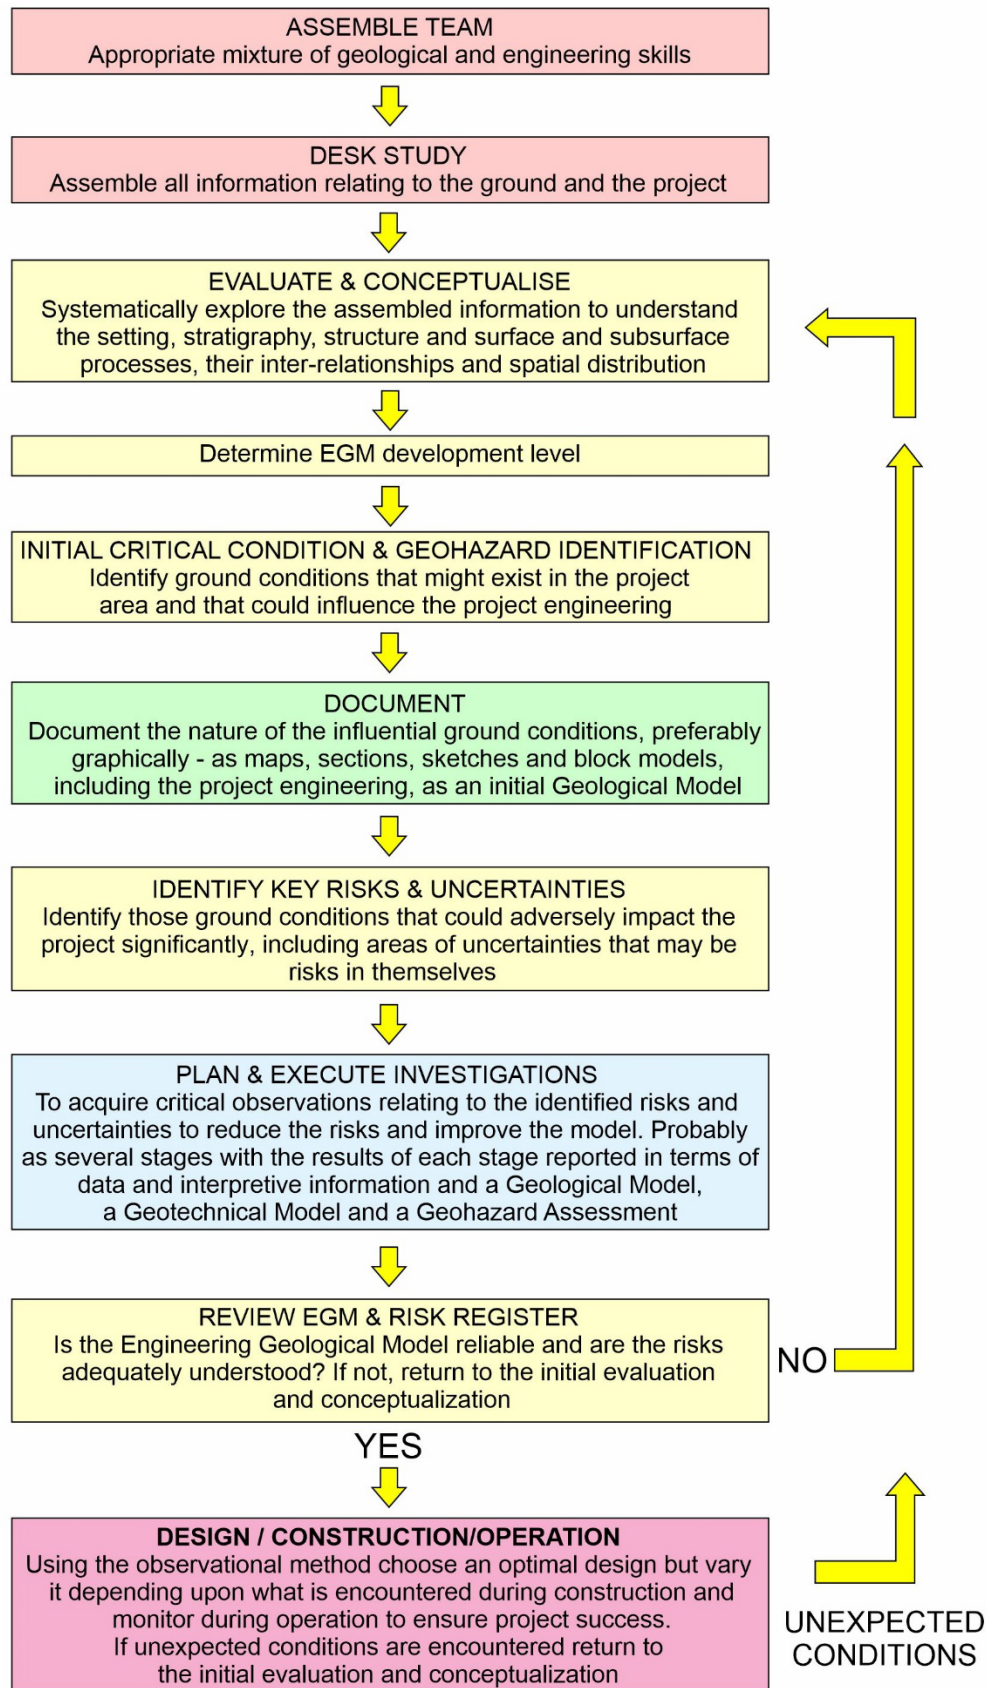 ASSEMBLE TEAM
Appropriate mixture of geological and engineering skills
DESK STUDY
Assemble all information relating to the ground and the project
EVALUATE & CONCEPTUALISE
Systematically explore the assembled information to understand
the setting, stratigraphy, structure and surface and subsurface
processes, their inter-relationships and spatial distribution
Determine EGM development level
INITIAL CRITICAL CONDITION & GEOHAZARD IDENTIFICATION
Identify ground conditions that might exist in the project
area and that could influence the project engineering
DOCUMENT
Document the nature of the influential ground conditions, preferably
graphically - as maps, sections, sketches and block models,
including the project engineering, as an initial Geological Model
IDENTIFY KEY RISKS & UNCERTAINTIES
Identify those ground conditions that could adversely impact the
project significantly, including areas of uncertainties that may be
risks in themselves
PLAN & EXECUTE INVESTIGATIONS
To acquire critical observations relating to the identified risks and
uncertainties to reduce the risks and improve the model. Probably
as several stages with the results of each stage reported in terms of
data and interpretive information and a Geological Model,
a Geotechnical Model and a Geohazard Assessment
REVIEW EGM & RISK REGISTER
Is the Engineering Geological Model reliable and are the risks
adequately understood? If not, return to the initial evaluation
and conceptualization
NO
YES
DESIGN / CONSTRUCTION/OPERATION
Using the observational method choose an optimal design but vary
it depending upon what is encountered during construction and
monitor during operation to ensure project success.
If unexpected conditions are encountered return to
the initial evaluation and conceptualization
UNEXPECTED
CONDITIONS